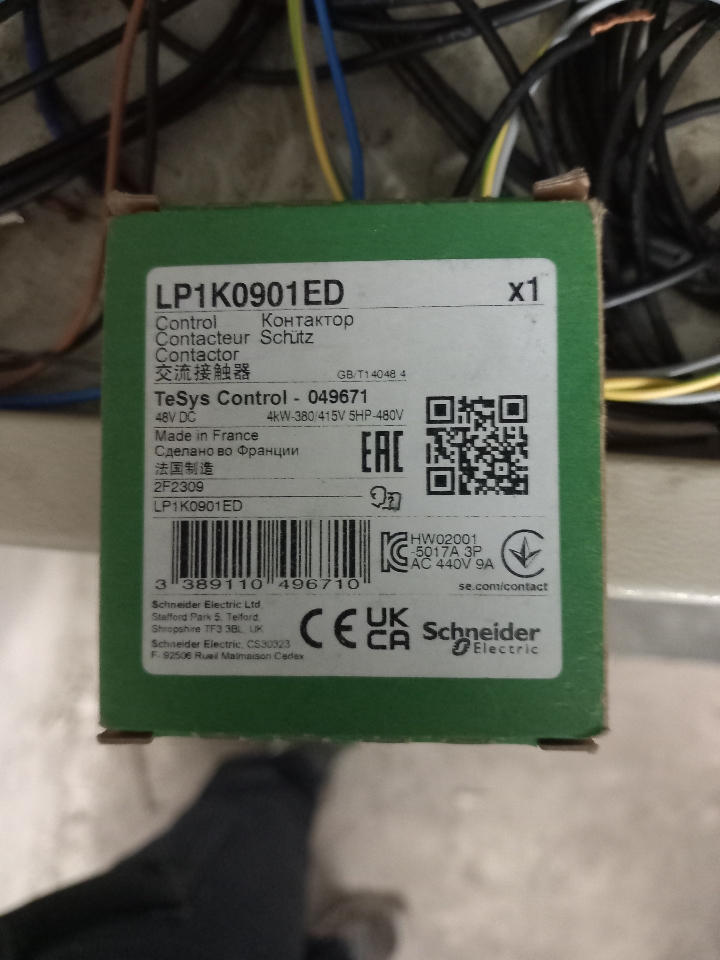 LP1K0901ED x1
Control Контактор
Contacteur Schütz
Contactor
交流接触器 GB/T14048.4
TeSys Control - 049671
48V DC 4kW-380/415V 5HP-480V
Made in France
Сделано во Франции
法国制造
EAC
2F2309
LP1K0901ED
3 389110 496710
HW02001
-5017A 3P
AC 440V 9A
se.com/contact
Schneider Electric Ltd
Stafford Park 5, Telford,
Shropshire TF3 3BL, UK
Schneider Electric, CS30323
F- 92506 Rueil Malmaison Cedex
CE UK
CA
Schneider
Electric